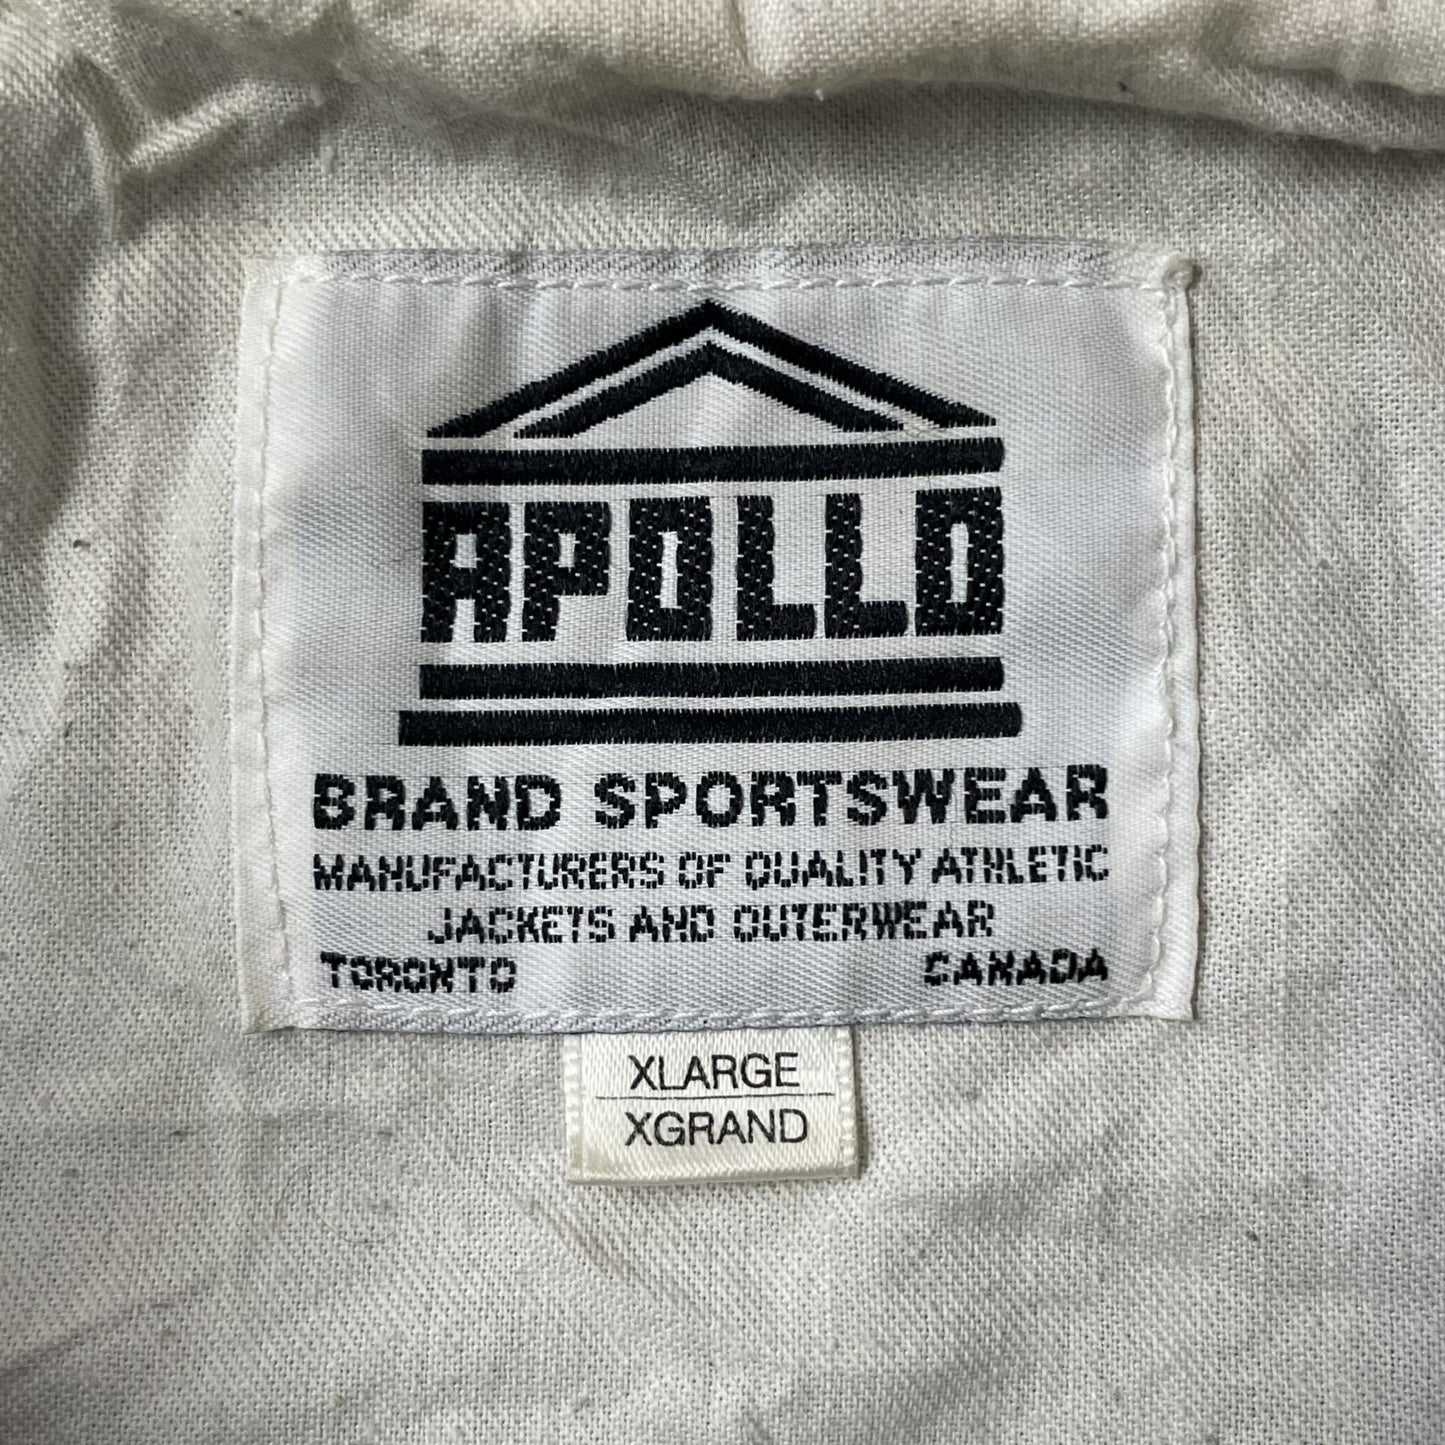 APOLLO
BRAND SPORTSWEAR
MANUFACTURERS OF QUALITY ATHLETIC
JACKETS AND OUTERWEAR
TORONTO CANADA
XLARGE
XGRAND